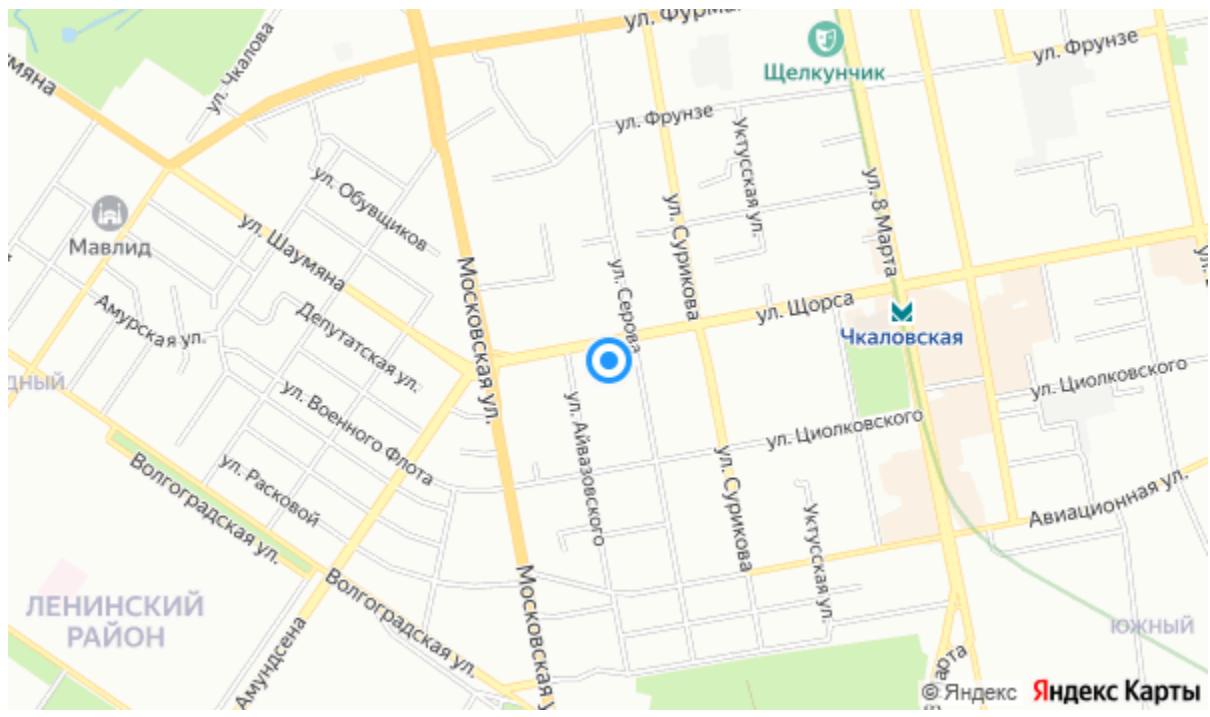 ул. Фурма
ул. Чкалова
умяна
Щелкунчик
ул. Фрунзе
ул. Фрунзе
Уктусская ул.
ул. Обувщиков
ул. 8 Марта
Мавлид
ул. Шаумяна
ул. Сурикова
Московская ул.
ул. Серова
ул. Щорса
Чкаловская
Амурская ул.
Депутатская ул.
дный
ул. Циолковского
ул. Военного Флота
ул. Айвазовского
ул. Циолковского
ул. Расковой
Волгоградская ул.
ул. Сурикова
Уктусская ул.
Авиационная ул.
ЛЕНИНСКИЙ
РАЙОН
Волгоградская ул.
Московская у
Амундсена
ЮЖНЫЙ
Марта
© Яндекс Яндекс Карты